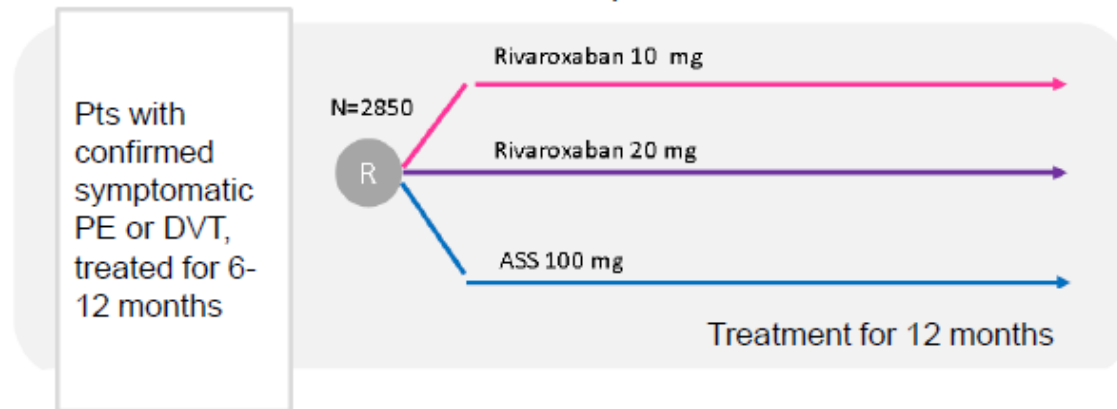 Rivaroxaban 10 mg
N=2850
Pts with
confirmed
symptomatic
PE or DVT,
treated for 6-
12 months
R
Rivaroxaban 20 mg
ASS 100 mg
Treatment for 12 months